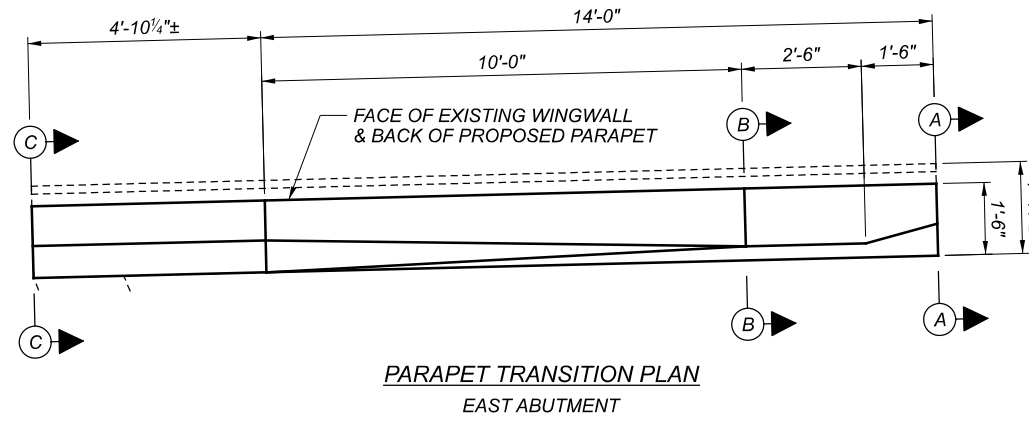 4'-10¼"±
14'-0"
10'-0"
2'-6"
1'-6"
FACE OF EXISTING WINGWALL
& BACK OF PROPOSED PARAPET
C
B
A
1'-6"
C
B
A
PARAPET TRANSITION PLAN
EAST ABUTMENT